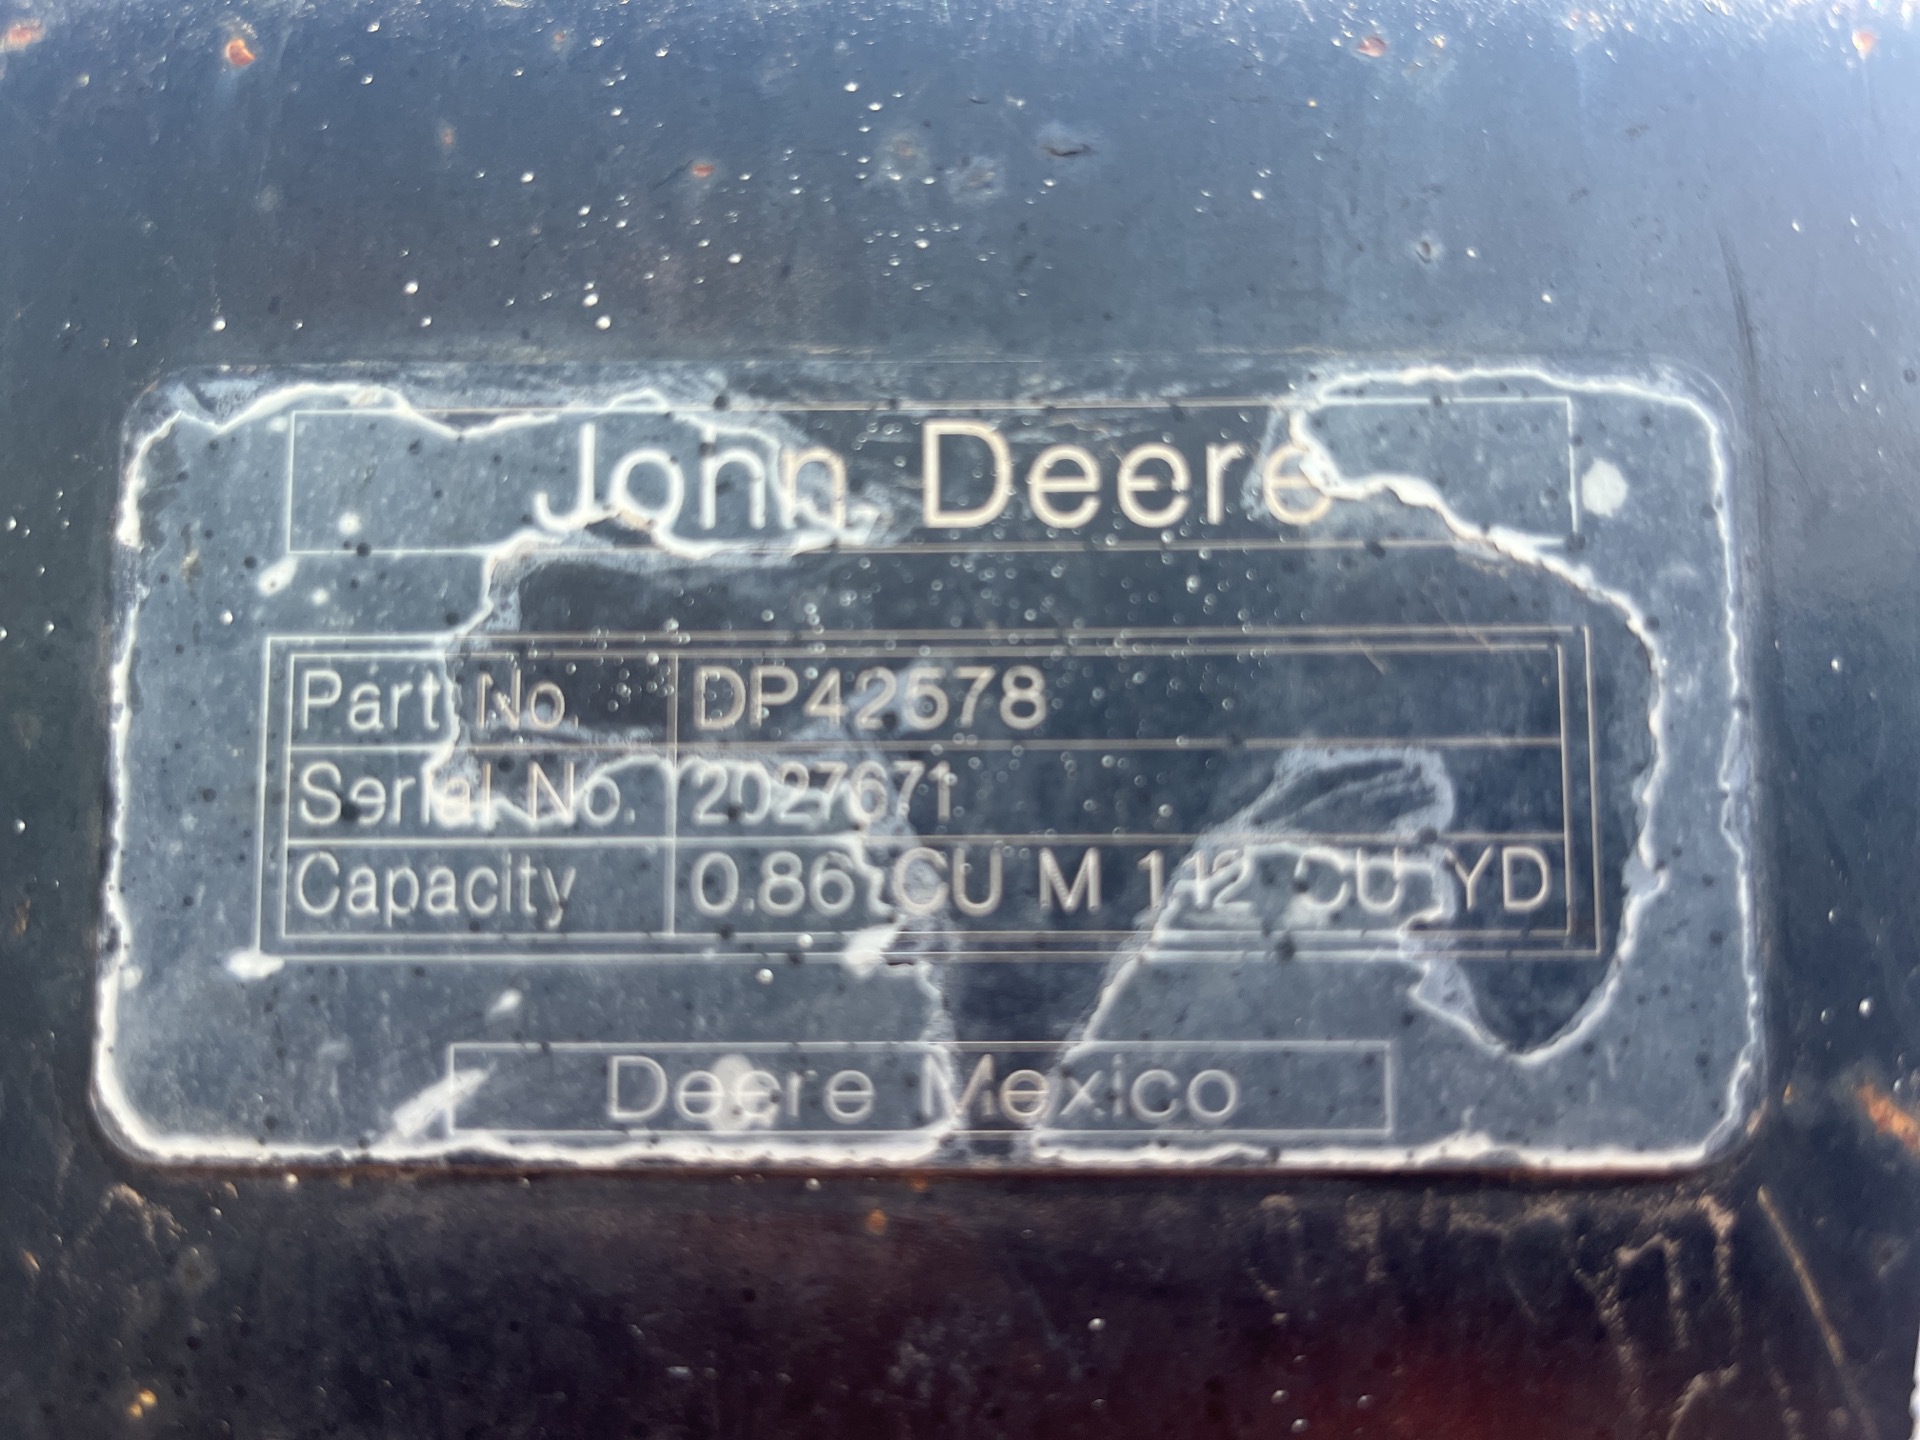 John Deere
Part No. DP42578
Serial No. 2027671
Capacity 0.86 CU M 1.12 CU YD
Deere Mexico